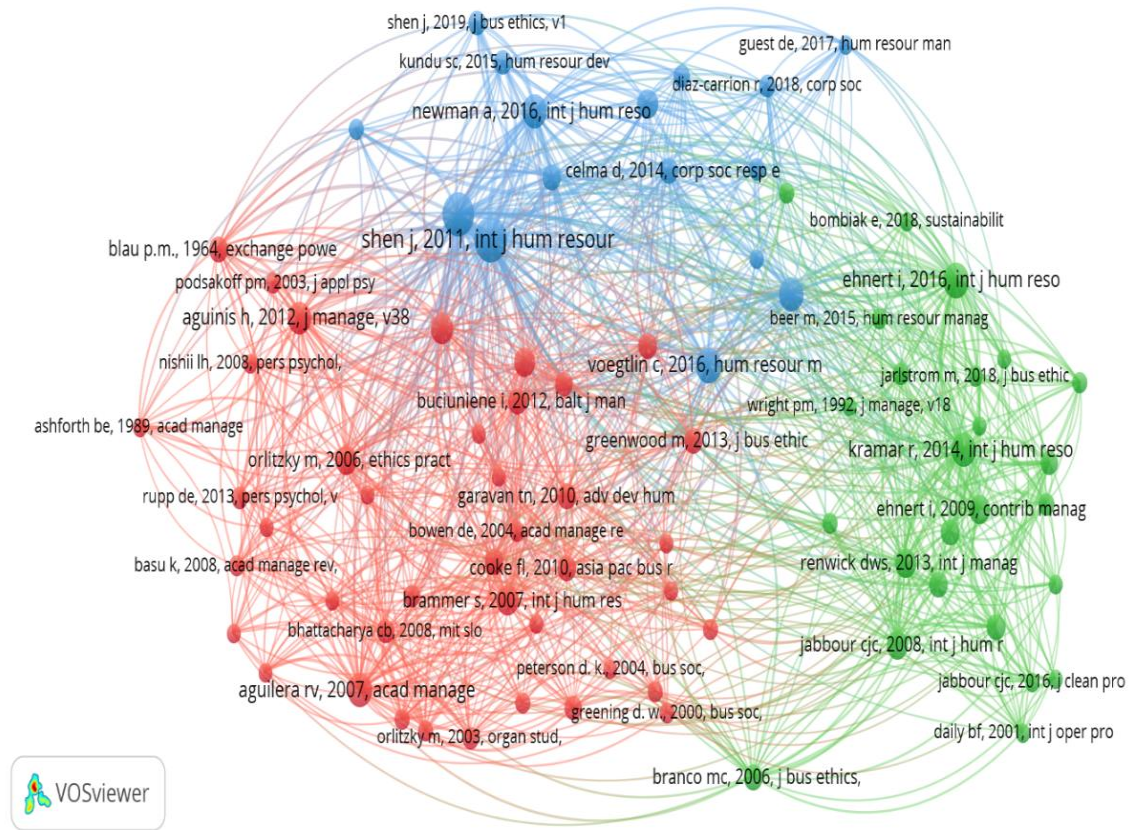 shen j, 2019, j bus ethics, v1
guest de, 2017, hum resour man
kundu sc, 2015, hum resour dev
diaz-carrion r, 2018, corp soc
newman a, 2016, int j hum reso
celma d, 2014, corp soc resp e
bombiak e, 2018, sustainabilit
shen j, 2011, int j hum resour
blau p.m., 1964, exchange powe
podsakoff pm, 2003, j appl psy
ehnert i, 2016, int j hum reso
aguinis h, 2012, j manage, v38
beer m, 2015, hum resour manag
nishii lh, 2008, pers psychol,
voegtlin c, 2016, hum resour m
jarlstrom m, 2018, j bus ethic
buciuniene i, 2012, balt j man
wright pm, 1992, j manage, v18
ashforth be, 1989, acad manage
greenwood m, 2013, j bus ethic
kramar r, 2014, int j hum reso
orlitzky m, 2006, ethics pract
rupp de, 2013, pers psychol, v
garavan tn, 2010, adv dev hum
ehnert i, 2009, contrib manag
bowen de, 2004, acad manage re
basu k, 2008, acad manage rev,
cooke fl, 2010, asia pac bus r
renwick dws, 2013, int j manag
brammer s, 2007, int j hum res
bhattacharya cb, 2008, mit slo
jabbour cjc, 2008, int j hum r
peterson d. k., 2004, bus soc,
jabbour cjc, 2016, j clean pro
aguilera rv, 2007, acad manage
greening d. w., 2000, bus soc,
orlitzky m, 2003, organ stud,
daily bf, 2001, int j oper pro
branco mc, 2006, j bus ethics,
VOSviewer